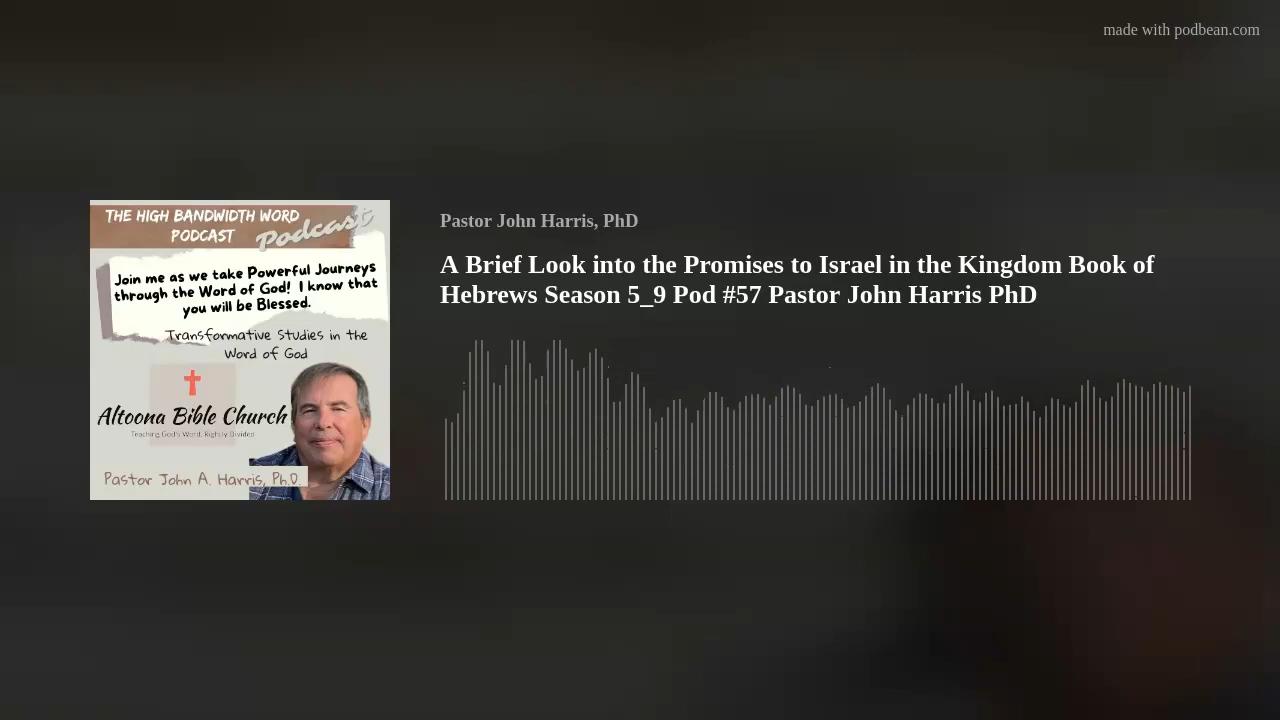 made with podbean.com
THE HIGH BANDWIDTH WORD
PODCAST
Podcast
Join me as we take Powerful Journeys
through the Word of God! I know that
you will be Blessed.
Transformative Studies in the
Word of God
Altoona Bible Church
Teaching God's Word, Rightly Divided
Pastor John A. Harris, Ph.D.
Pastor John Harris, PhD
A Brief Look into the Promises to Israel in the Kingdom Book of
Hebrews Season 5_9 Pod #57 Pastor John Harris PhD